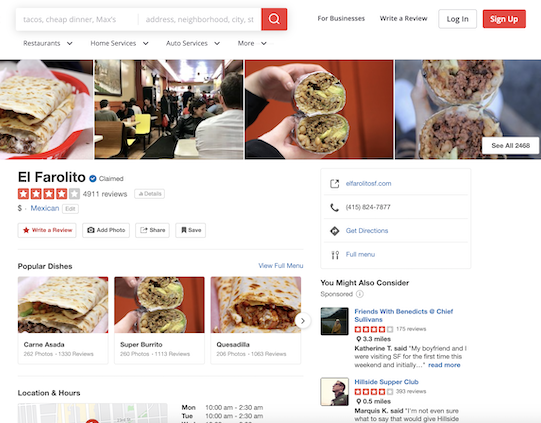 tacos, cheap dinner, Max's
address, neighborhood, city, st
For Businesses
Write a Review
Log In
Sign Up
Restaurants
Home Services
Auto Services
More
See All 2468
El Farolito
Claimed
4911 reviews
Details
$ · Mexican
Edit
Write a Review
Add Photo
Share
Save
elfarolitosf.com
(415) 824-7877
Get Directions
Full menu
Popular Dishes
View Full Menu
Carne Asada
262 Photos · 1330 Reviews
Super Burrito
260 Photos · 1113 Reviews
Quesadilla
206 Photos · 1083 Reviews
You Might Also Consider
Sponsored
Friends With Benedicts @ Chief
Sullivans
175 reviews
3.3 miles
Katherine T. said "My boyfriend and I
were visiting SF for the first time this
weekend and initially…" read more
Hillside Supper Club
393 reviews
0.5 miles
Marquis K. said "I'm not even sure
what to say that would give Hillside
Location & Hours
Mon 10:00 am - 2:30 am
Tue 10:00 am - 2:30 am